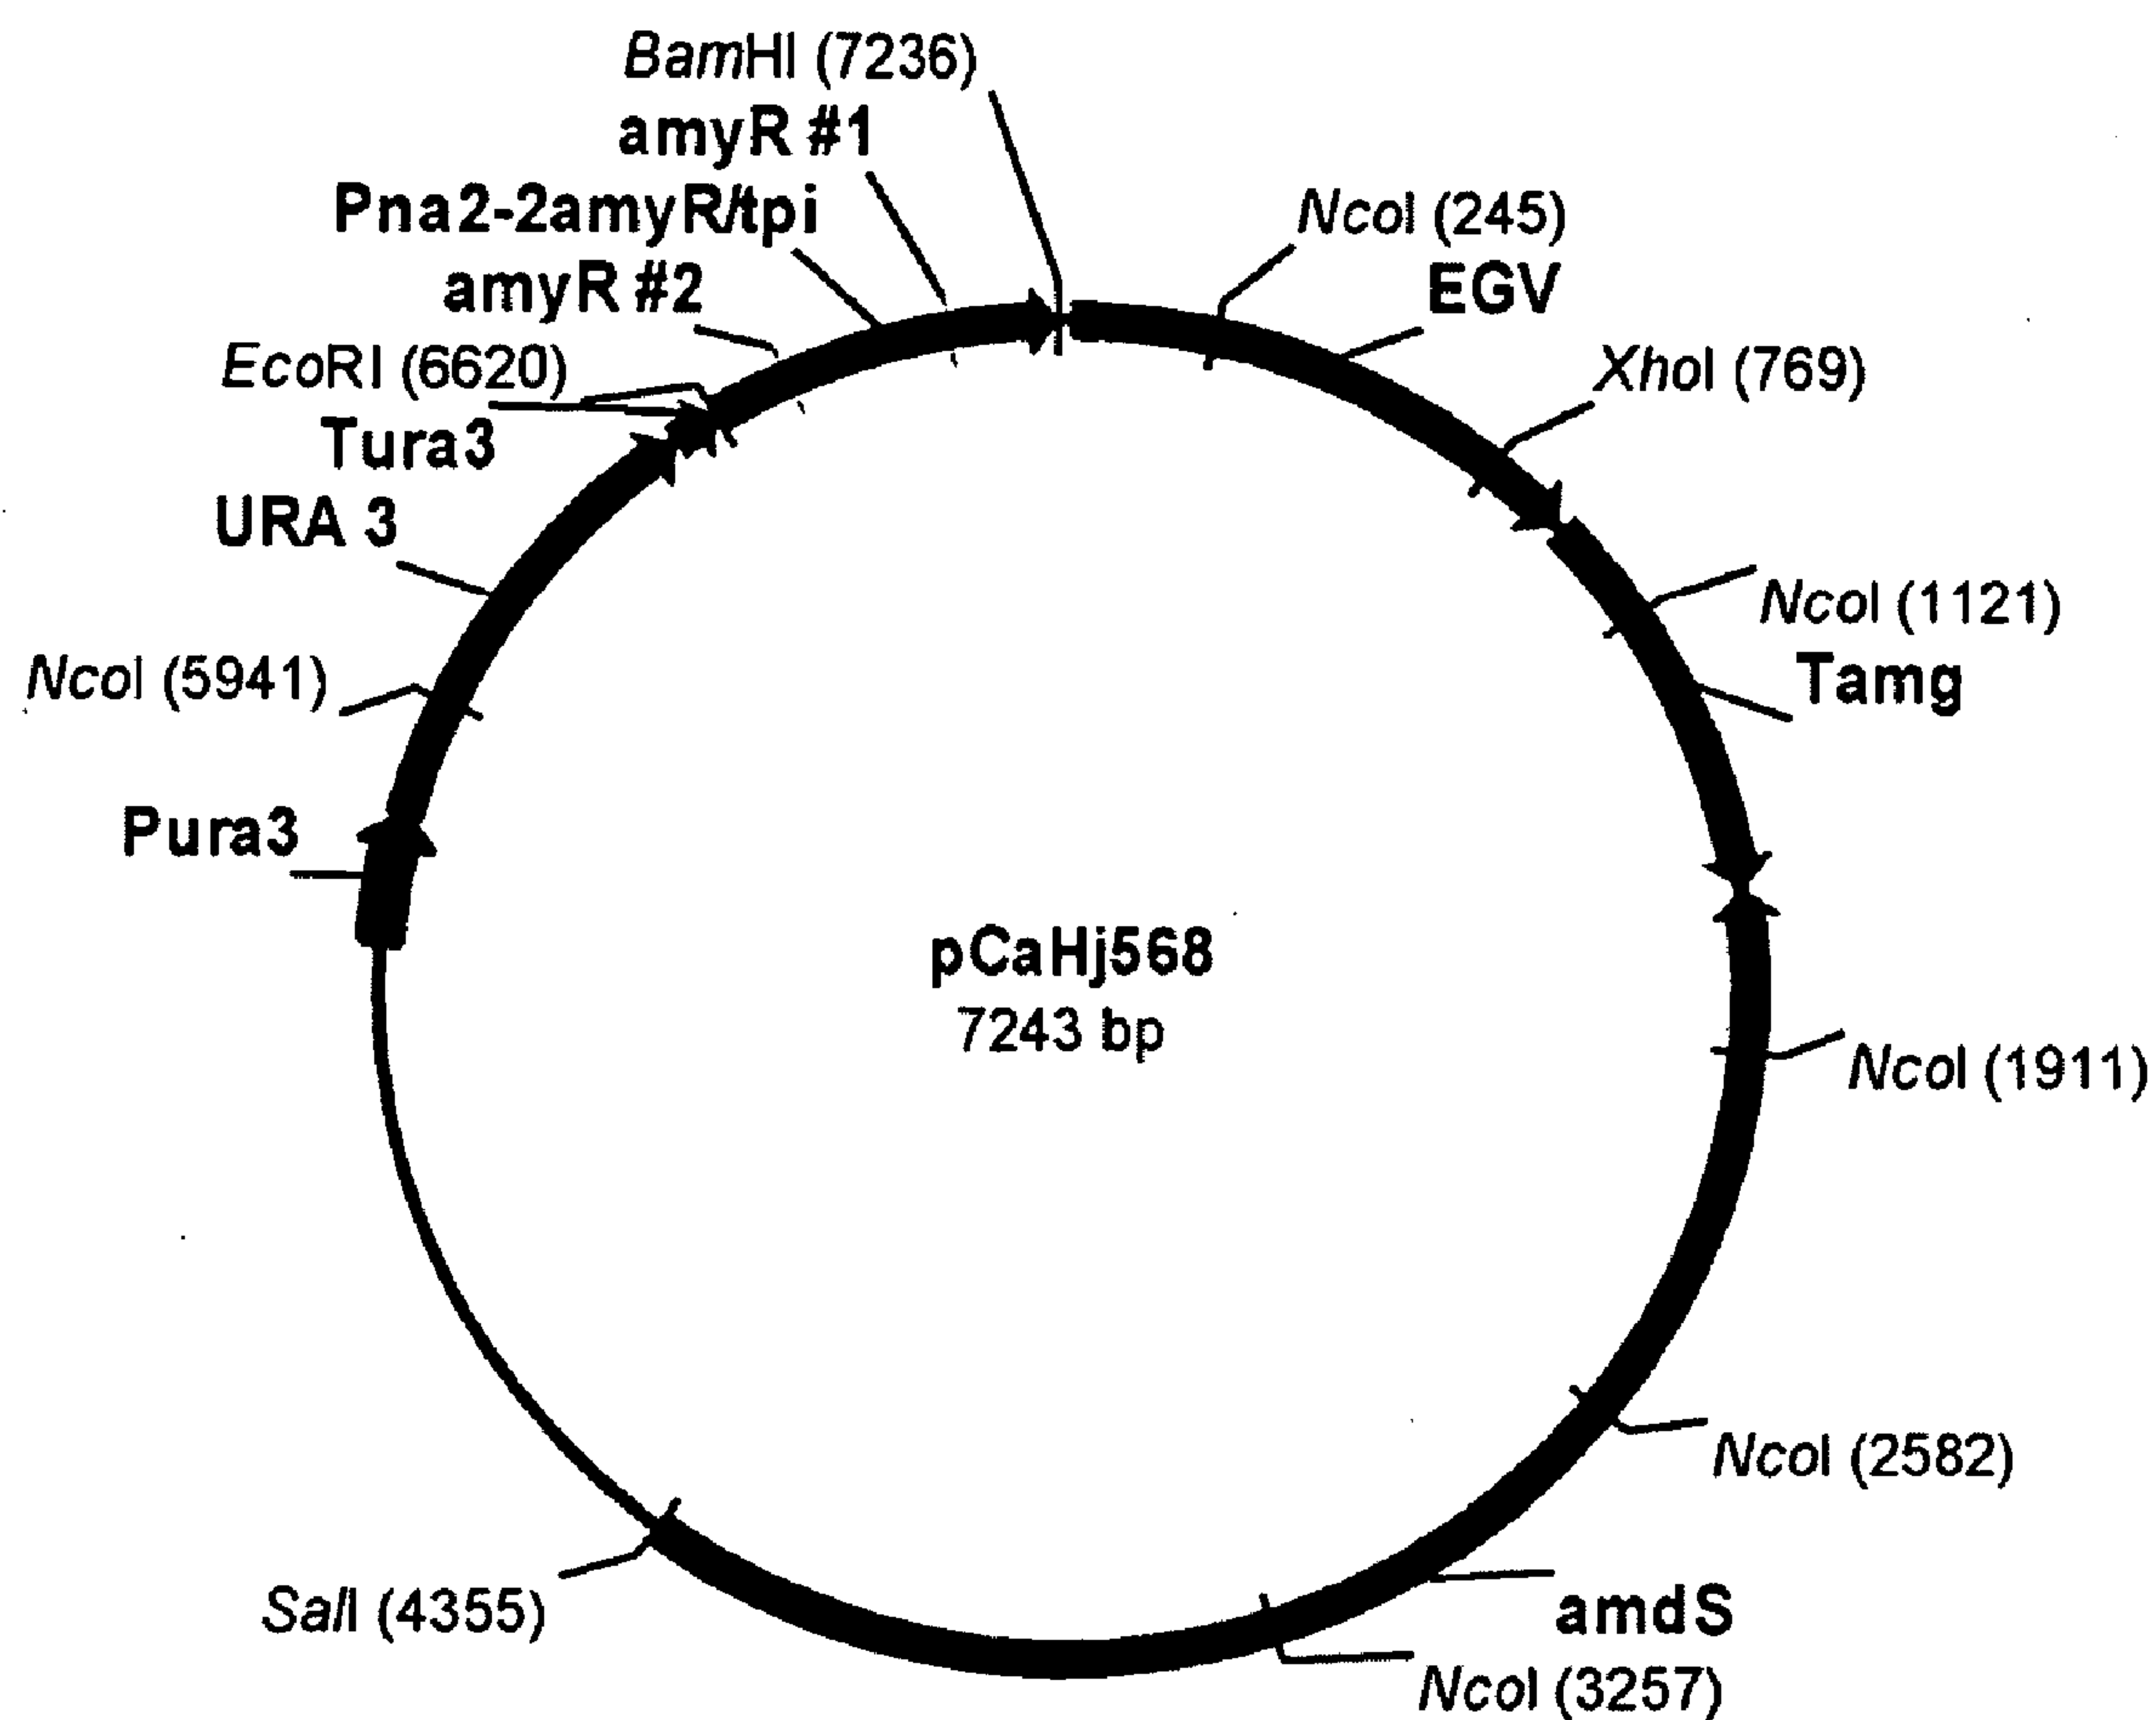 BamHI (7236)
amyR #1
Pna2-2amyR/tpi
amyR #2
EcoRI (6620)
Tura3
URA 3
NcoI (5941)
Pura3
NcoI (245)
EGV
XhoI (769)
NcoI (1121)
Tamg
pCaHj568
7243 bp
NcoI (1911)
NcoI (2582)
SalI (4355)
amdS
NcoI (3257)